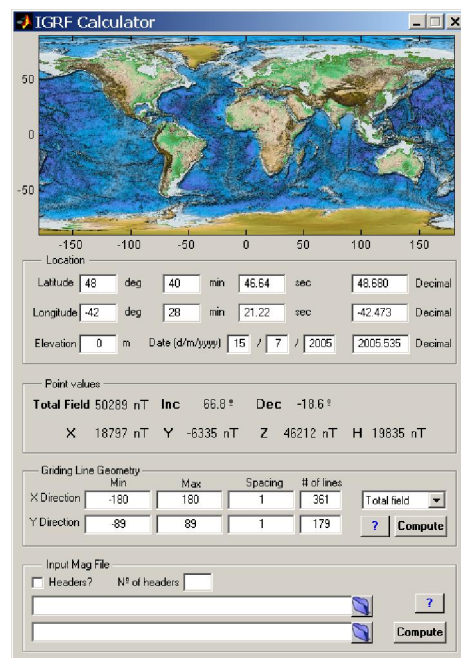 IGRF Calculator
50
0
-50
-150 -100 -50 0 50 100 150
Location
Latitude 48 deg 40 min 46.64 sec 48.680 Decimal
Longitude -42 deg 28 min 21.22 sec -42.473 Decimal
Elevation 0 m Date (d/m/yyyy) 15 / 7 / 2005 2005.535 Decimal
Point values
Total Field 50289 nT Inc 66.8 º Dec -18.6 º
X 18797 nT Y -6335 nT Z 46212 nT H 19835 nT
Griding Line Geometry
Min Max Spacing # of lines
X Direction -180 180 1 361 Total field
Y Direction -89 89 1 179 ? Compute
Input Mag File
Headers? Nº of headers
?
Compute